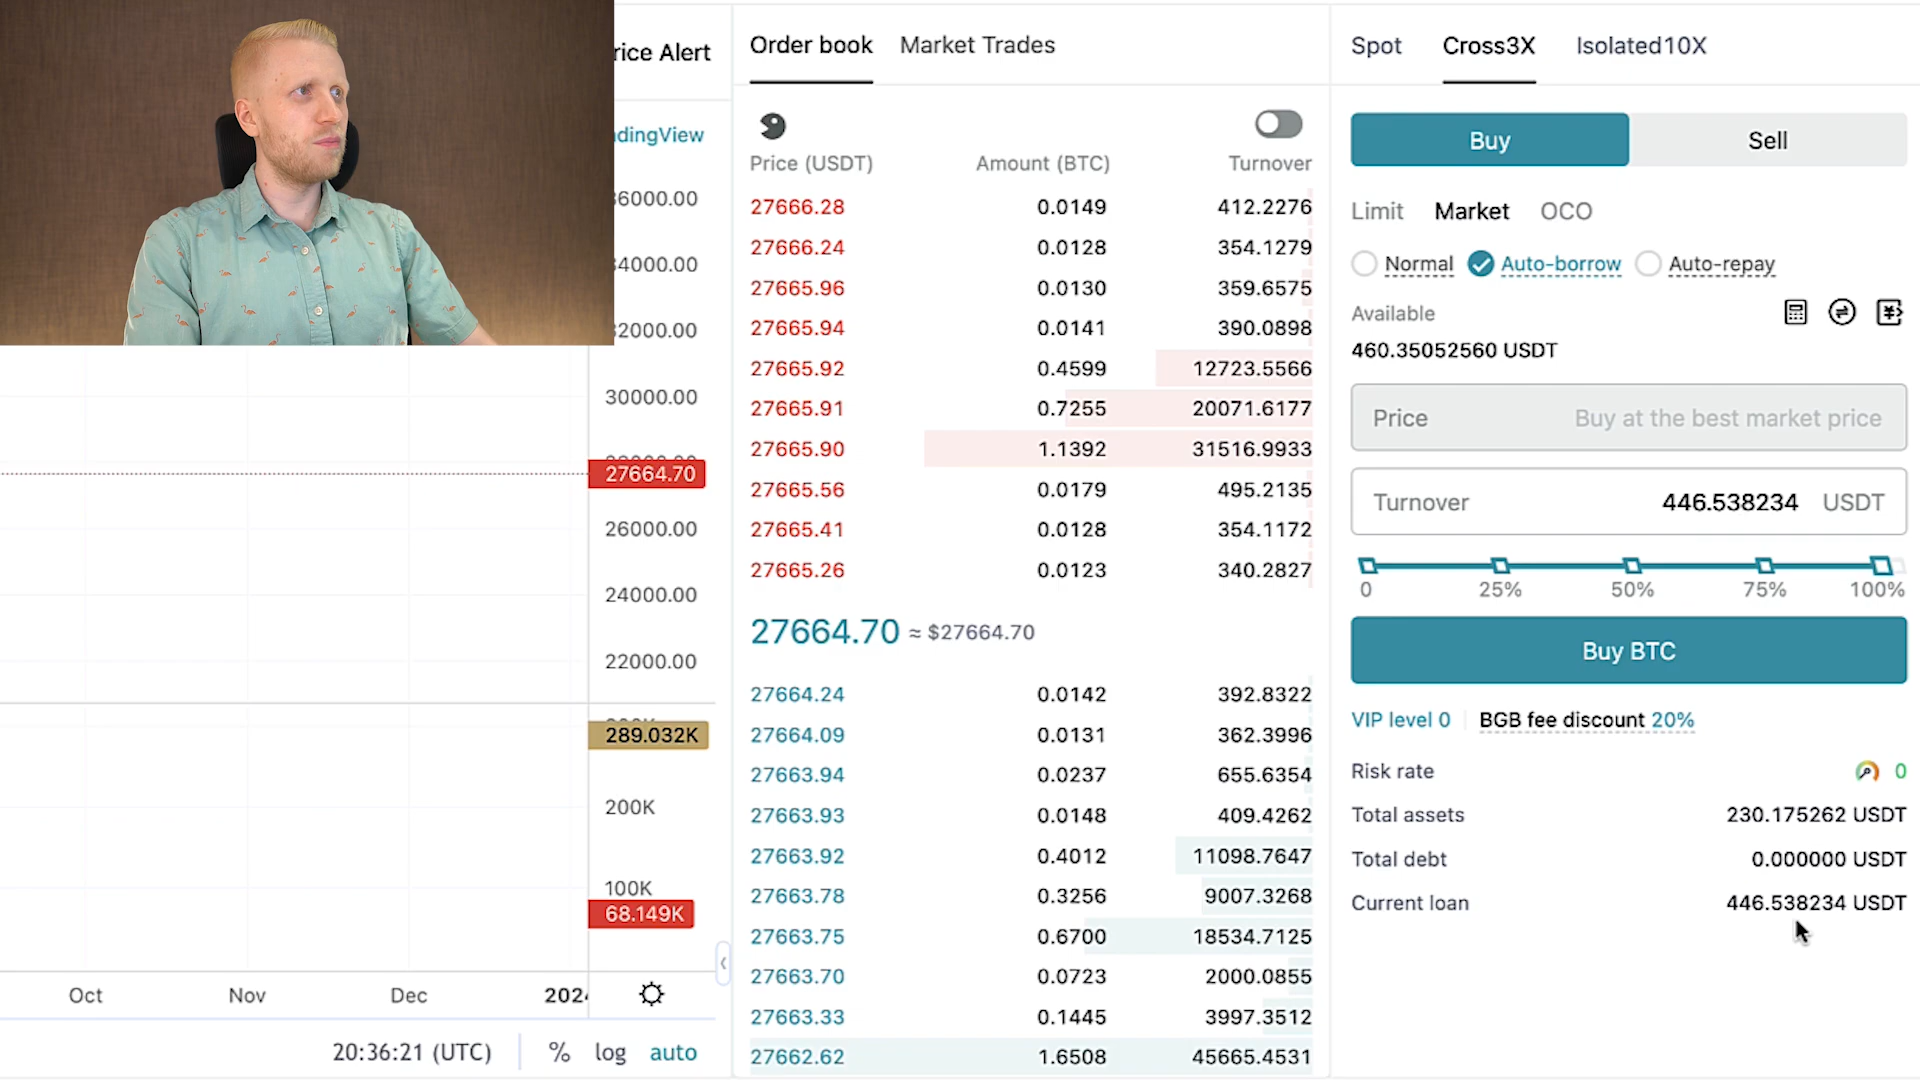 rice Alert
ndingView
36000.00
34000.00
32000.00
30000.00
27664.70
26000.00
24000.00
22000.00
289.032K
200K
100K
68.149K
Oct Nov Dec 2024
20:36:21 (UTC) % log auto
Order book Market Trades
Price (USDT) Amount (BTC) Turnover
27666.28 0.0149 412.2276
27666.24 0.0128 354.1279
27665.96 0.0130 359.6575
27665.94 0.0141 390.0898
27665.92 0.4599 12723.5566
27665.91 0.7255 20071.6177
27665.90 1.1392 31516.9933
27665.56 0.0179 495.2135
27665.41 0.0128 354.1172
27665.26 0.0123 340.2827
27664.70 ≈ $27664.70
27664.24 0.0142 392.8322
27664.09 0.0131 362.3996
27663.94 0.0237 655.6354
27663.93 0.0148 409.4262
27663.92 0.4012 11098.7647
27663.78 0.3256 9007.3268
27663.75 0.6700 18534.7125
27663.70 0.0723 2000.0855
27663.33 0.1445 3997.3512
27662.62 1.6508 45665.4531
Spot Cross3X Isolated10X
Buy Sell
Limit Market OCO
Normal Auto-borrow Auto-repay
Available
460.35052560 USDT
Price Buy at the best market price
Turnover 446.538234 USDT
0 25% 50% 75% 100%
Buy BTC
VIP level 0 BGB fee discount 20%
Risk rate 0
Total assets 230.175262 USDT
Total debt 0.000000 USDT
Current loan 446.538234 USDT